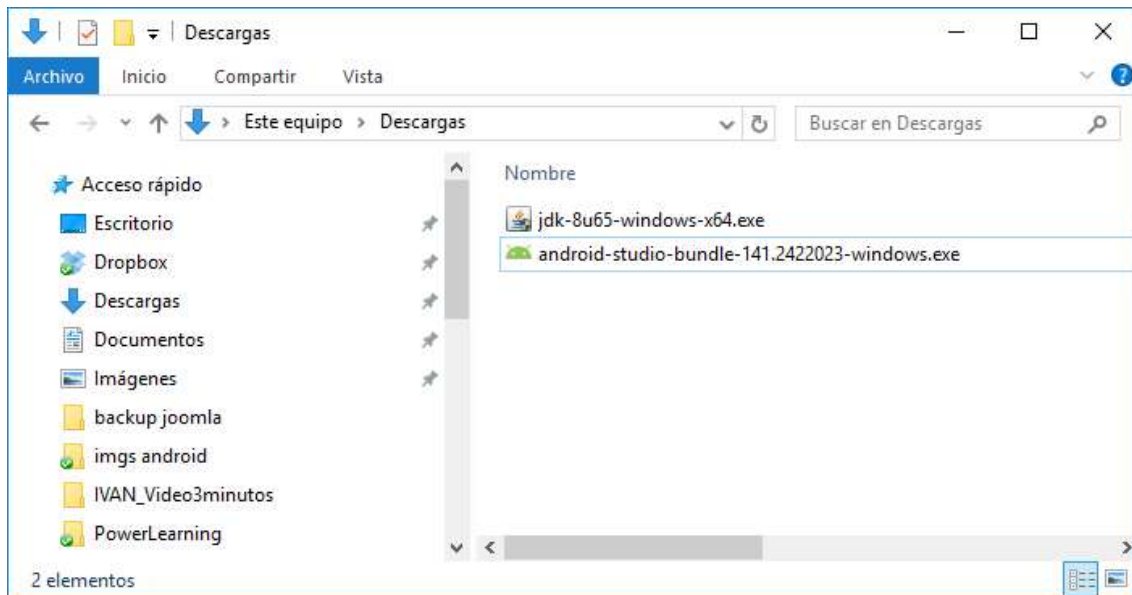 Descargas
Archivo Inicio Compartir Vista ?
Este equipo > Descargas Buscar en Descargas
Acceso rápido
Escritorio
Dropbox
Descargas
Documentos
Imágenes
backup joomla
imgs android
IVAN_Video3minutos
PowerLearning
Nombre
jdk-8u65-windows-x64.exe
android-studio-bundle-141.2422023-windows.exe
2 elementos